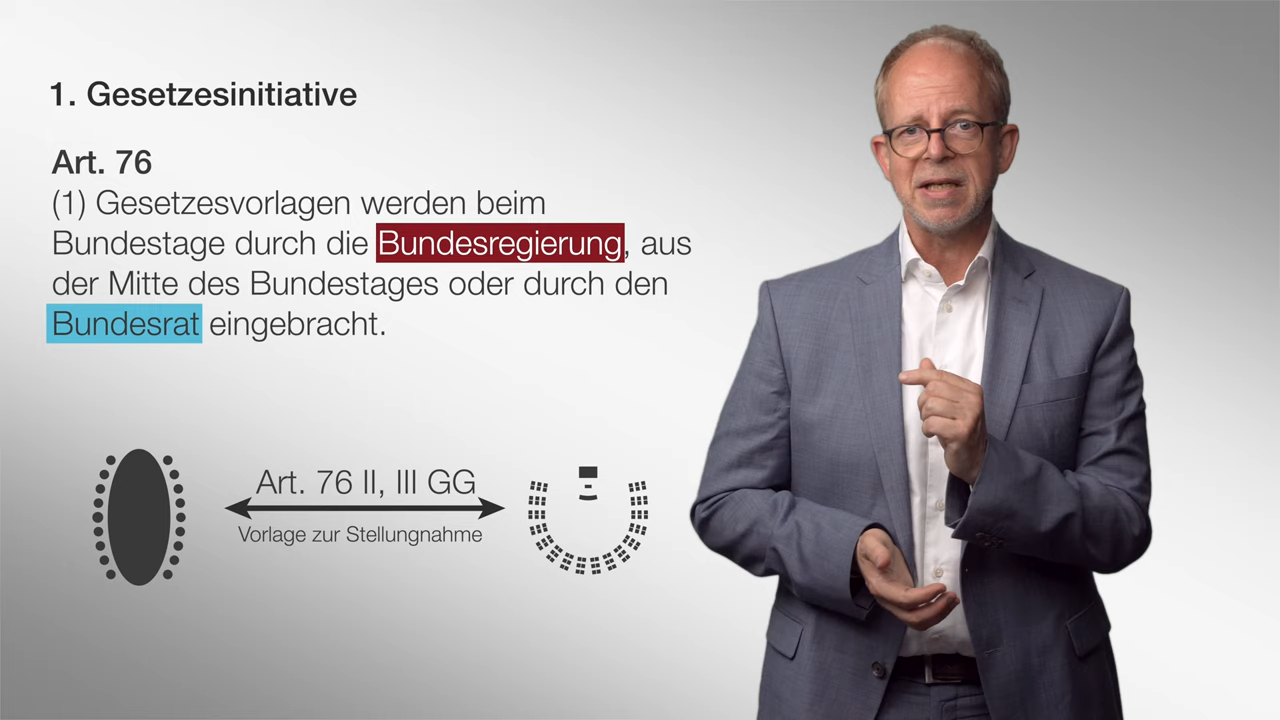 1. Gesetzesinitiative
Art. 76
(1) Gesetzesvorlagen werden beim
Bundestage durch die Bundesregierung, aus
der Mitte des Bundestages oder durch den
Bundesrat eingebracht.
Art. 76 II, III GG
Vorlage zur Stellungnahme